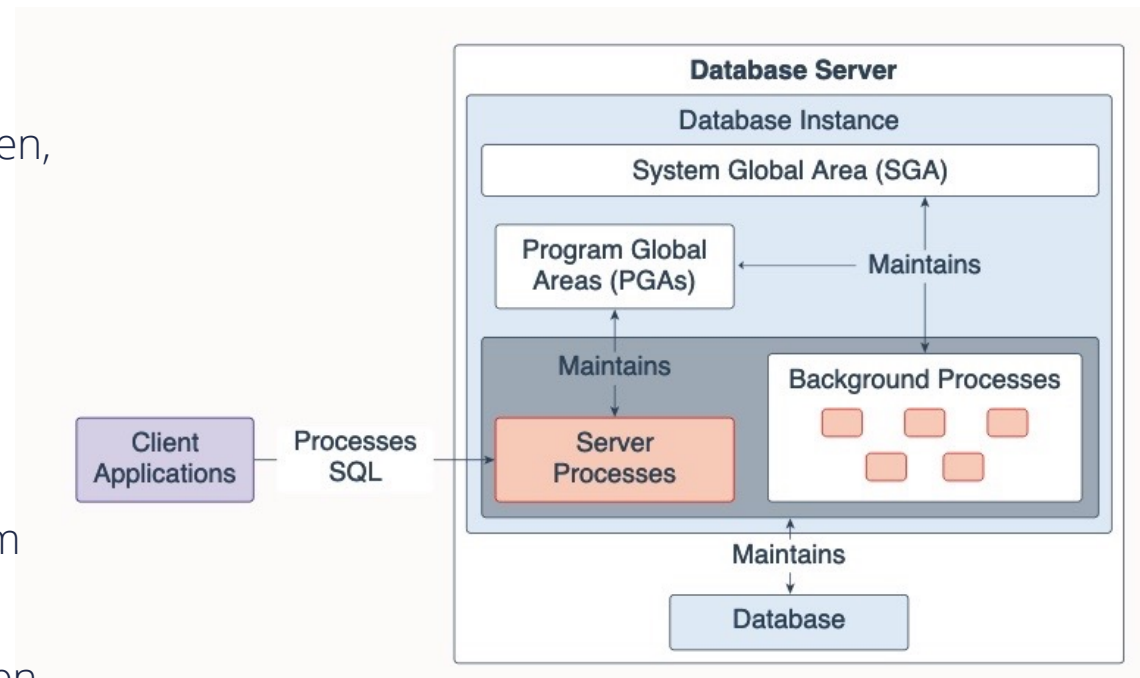 en,
m
en
Database Server
Database Instance
System Global Area (SGA)
Program Global
Areas (PGAs)
Maintains
Maintains
Background Processes
Client
Applications
Processes
SQL
Server
Processes
Maintains
Database